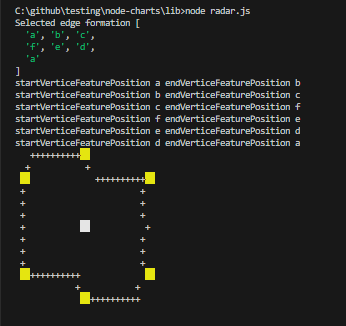 C:\github\testing\node-charts\lib>node radar.js
Selected edge formation [
'a', 'b', 'c',
'f', 'e', 'd',
'a'
]
startVerticeFeaturePosition a endVerticeFeaturePosition b
startVerticeFeaturePosition b endVerticeFeaturePosition c
startVerticeFeaturePosition c endVerticeFeaturePosition f
startVerticeFeaturePosition f endVerticeFeaturePosition e
startVerticeFeaturePosition e endVerticeFeaturePosition d
startVerticeFeaturePosition d endVerticeFeaturePosition a
++++++++++
+ +
++++++++++
+ +
+ +
+ +
+ +
+ +
+ +
+ +
++++++++++
+ +
++++++++++